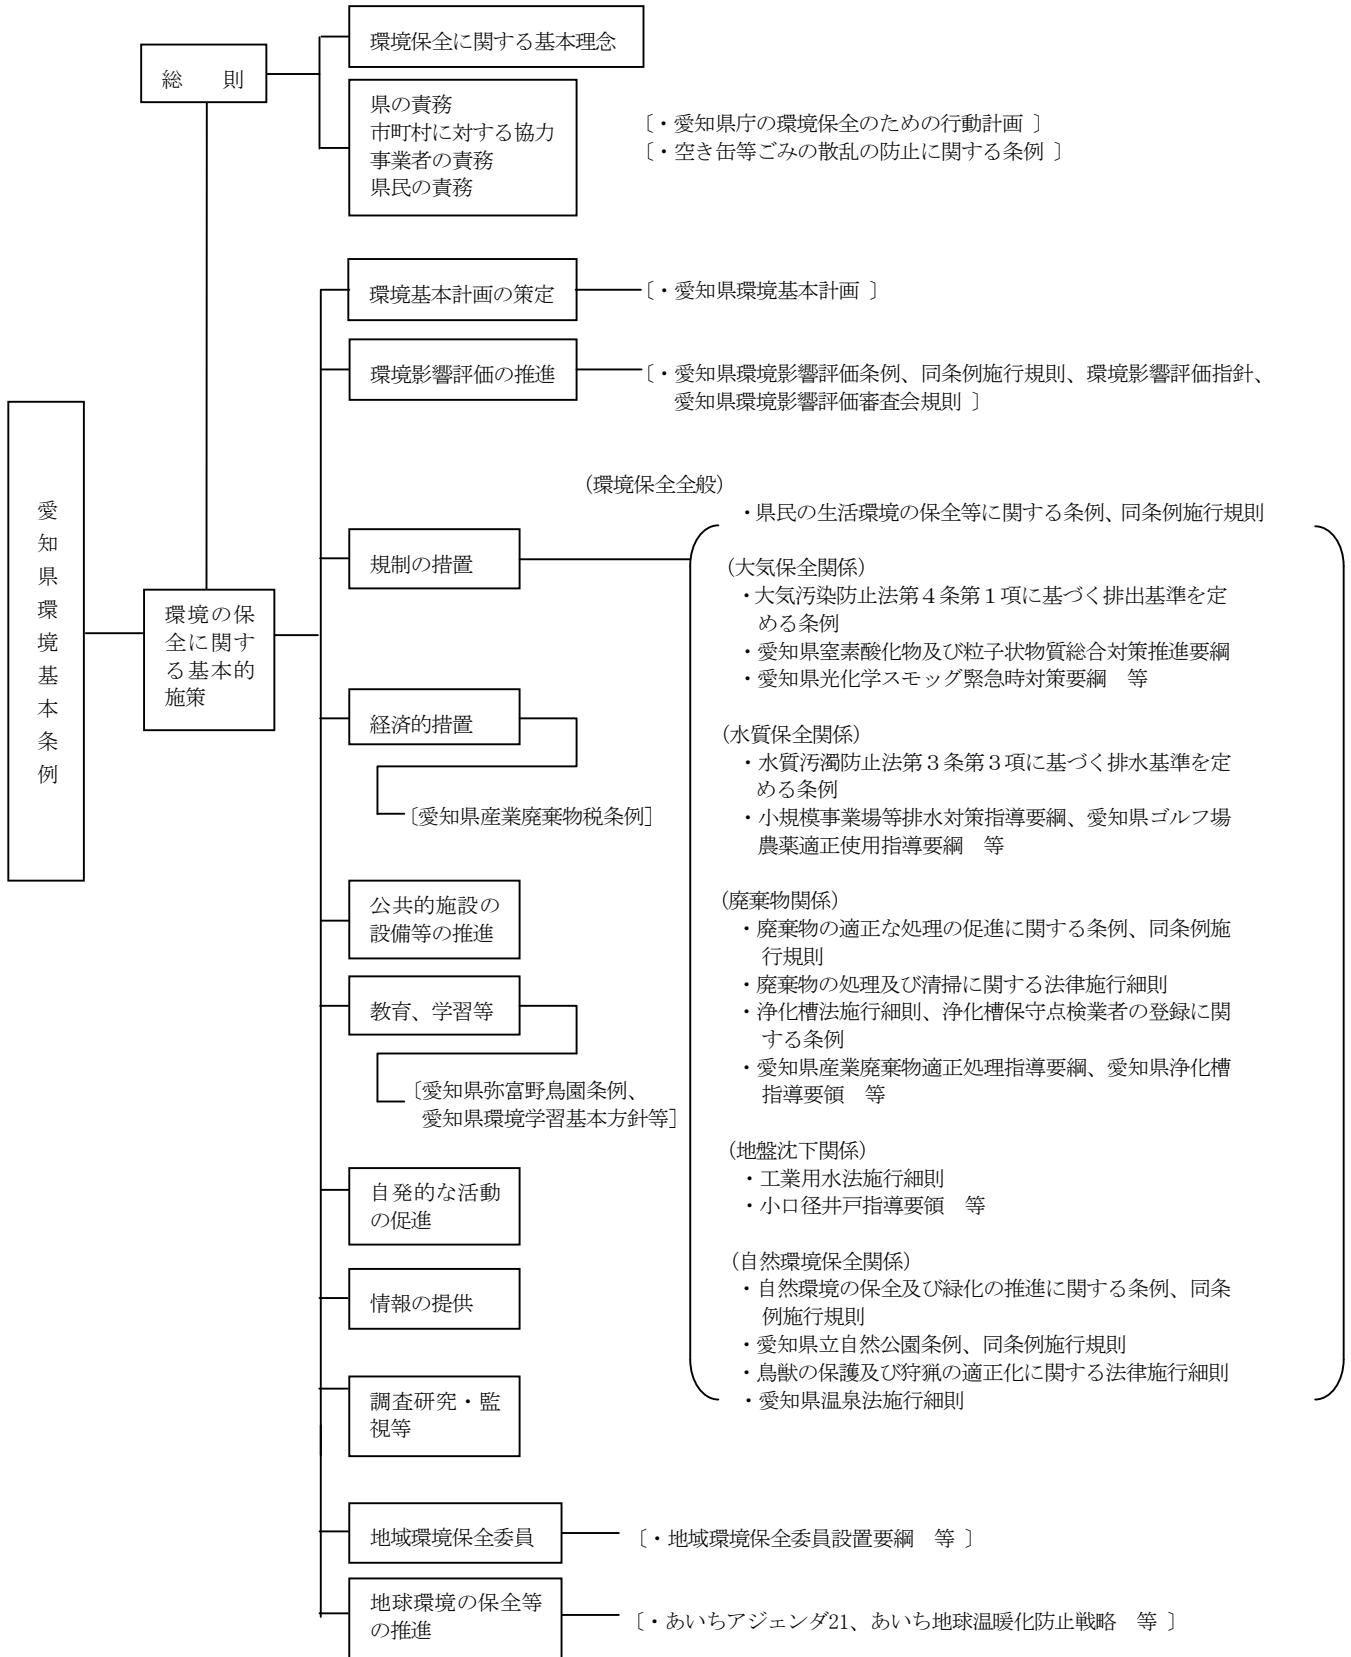 環境保全に関する基本理念
総　則
県の責務
市町村に対する協力
事業者の責務
県民の責務
〔・愛知県庁の環境保全のための行動計画 〕
〔・空き缶等ごみの散乱の防止に関する条例 〕
環境基本計画の策定
〔・愛知県環境基本計画 〕
環境影響評価の推進
〔・愛知県環境影響評価条例、同条例施行規則、環境影響評価指針、
愛知県環境影響評価審査会規則 〕
愛知県環境基本条例
環境の保
全に関す
る基本的
施策
規制の措置
(環境保全全般)
・県民の生活環境の保全等に関する条例、同条例施行規則
(大気保全関係)
・大気汚染防止法第４条第１項に基づく排出基準を定
める条例
・愛知県窒素酸化物及び粒子状物質総合対策推進要綱
・愛知県光化学スモッグ緊急時対策要綱　等
(水質保全関係)
・水質汚濁防止法第３条第３項に基づく排水基準を定
める条例
・小規模事業場等排水対策指導要綱、愛知県ゴルフ場
農薬適正使用指導要綱　等
(廃棄物関係)
・廃棄物の適正な処理の促進に関する条例、同条例施
行規則
・廃棄物の処理及び清掃に関する法律施行細則
・浄化槽法施行細則、浄化槽保守点検業者の登録に関
する条例
・愛知県産業廃棄物適正処理指導要綱、愛知県浄化槽
指導要領　等
(地盤沈下関係)
・工業用水法施行細則
・小口径井戸指導要領　等
(自然環境保全関係)
・自然環境の保全及び緑化の推進に関する条例、同条
例施行規則
・愛知県立自然公園条例、同条例施行規則
・鳥獣の保護及び狩猟の適正化に関する法律施行細則
・愛知県温泉法施行細則
経済的措置
〔愛知県産業廃棄物税条例〕
公共的施設の
設備等の推進
教育、学習等
〔愛知県弥富野鳥園条例、
愛知県環境学習基本方針等〕
自発的な活動
の促進
情報の提供
調査研究・監
視等
地域環境保全委員
〔・地域環境保全委員設置要綱　等 〕
地球環境の保全等
の推進
〔・あいちアジェンダ21、あいち地球温暖化防止戦略　等 〕